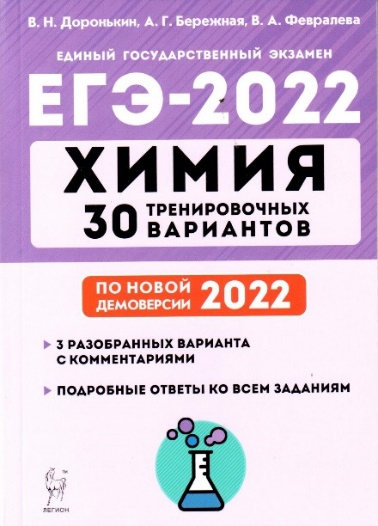 В. Н. Доронькин, А. Г. Бережная, В. А. Февралева
ЕДИНЫЙ ГОСУДАРСТВЕННЫЙ ЭКЗАМЕН
ЕГЭ-2022
ХИМИЯ
30 ТРЕНИРОВОЧНЫХ
ВАРИАНТОВ
ПО НОВОЙ
ДЕМОВЕРСИИ 2022
3 РАЗОБРАННЫХ ВАРИАНТА
С КОММЕНТАРИЯМИ
ПОДРОБНЫЕ ОТВЕТЫ КО ВСЕМ ЗАДАНИЯМ
ТМ
ЛЕГИОН